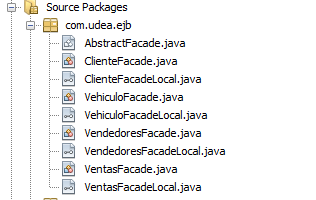 Source Packages
com.udea.ejb
AbstractFacade.java
ClienteFacade.java
ClienteFacadeLocal.java
VehiculoFacade.java
VehiculoFacadeLocal.java
VendedoresFacade.java
VendedoresFacadeLocal.java
VentasFacade.java
VentasFacadeLocal.java